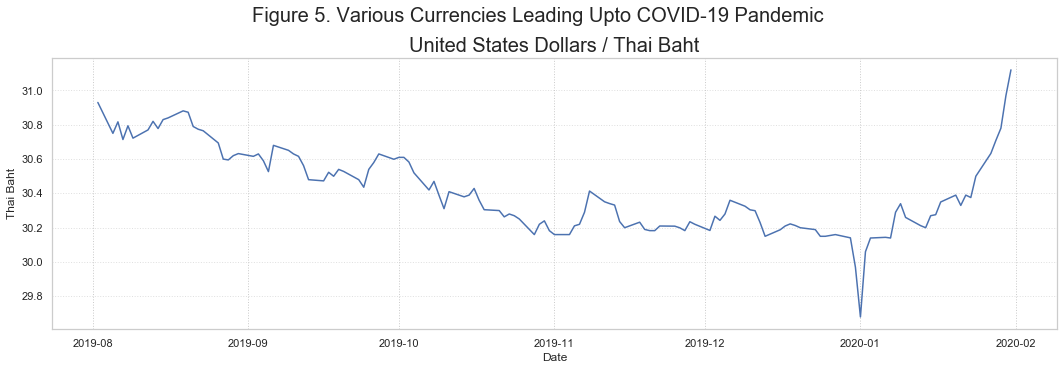 Figure 5. Various Currencies Leading Upto COVID-19 Pandemic
United States Dollars / Thai Baht
31.0
30.8
30.6
30.4
30.2
30.0
29.8
Thai Baht
2019-08 2019-09 2019-10 2019-11 2019-12 2020-01 2020-02
Date